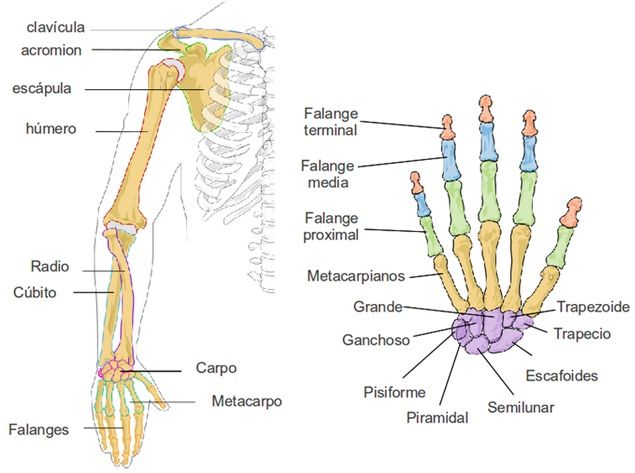 clavícula
acromion
escápula
húmero
Radio
Cúbito
Carpo
Metacarpo
Falanges
Falange
terminal
Falange
media
Falange
proximal
Metacarpianos
Grande
Ganchoso
Pisiforme
Piramidal
Semilunar
Escafoides
Trapecio
Trapezoide